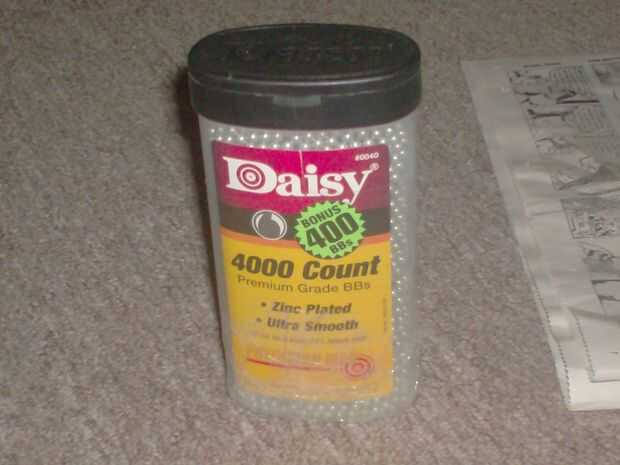 #0040
Daisy®
BONUS
400
BBs
4000 Count
Premium Grade BBs
• Zinc Plated
• Ultra Smooth